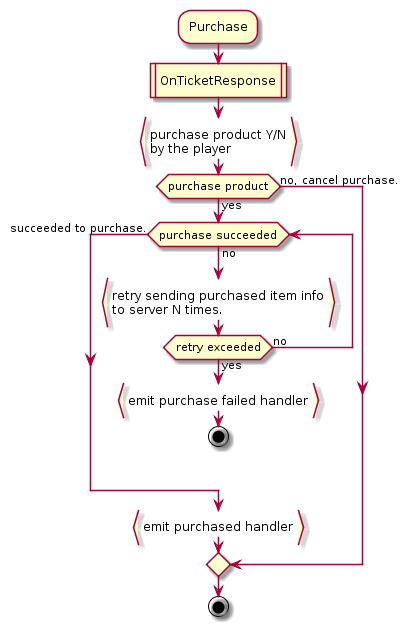 Purchase
OnTicketResponse
purchase product Y/N
by the player
purchase product
no, cancel purchase.
yes
succeeded to purchase.
purchase succeeded
no
retry sending purchased item info
to server N times.
retry exceeded
no
yes
emit purchase failed handler
emit purchased handler